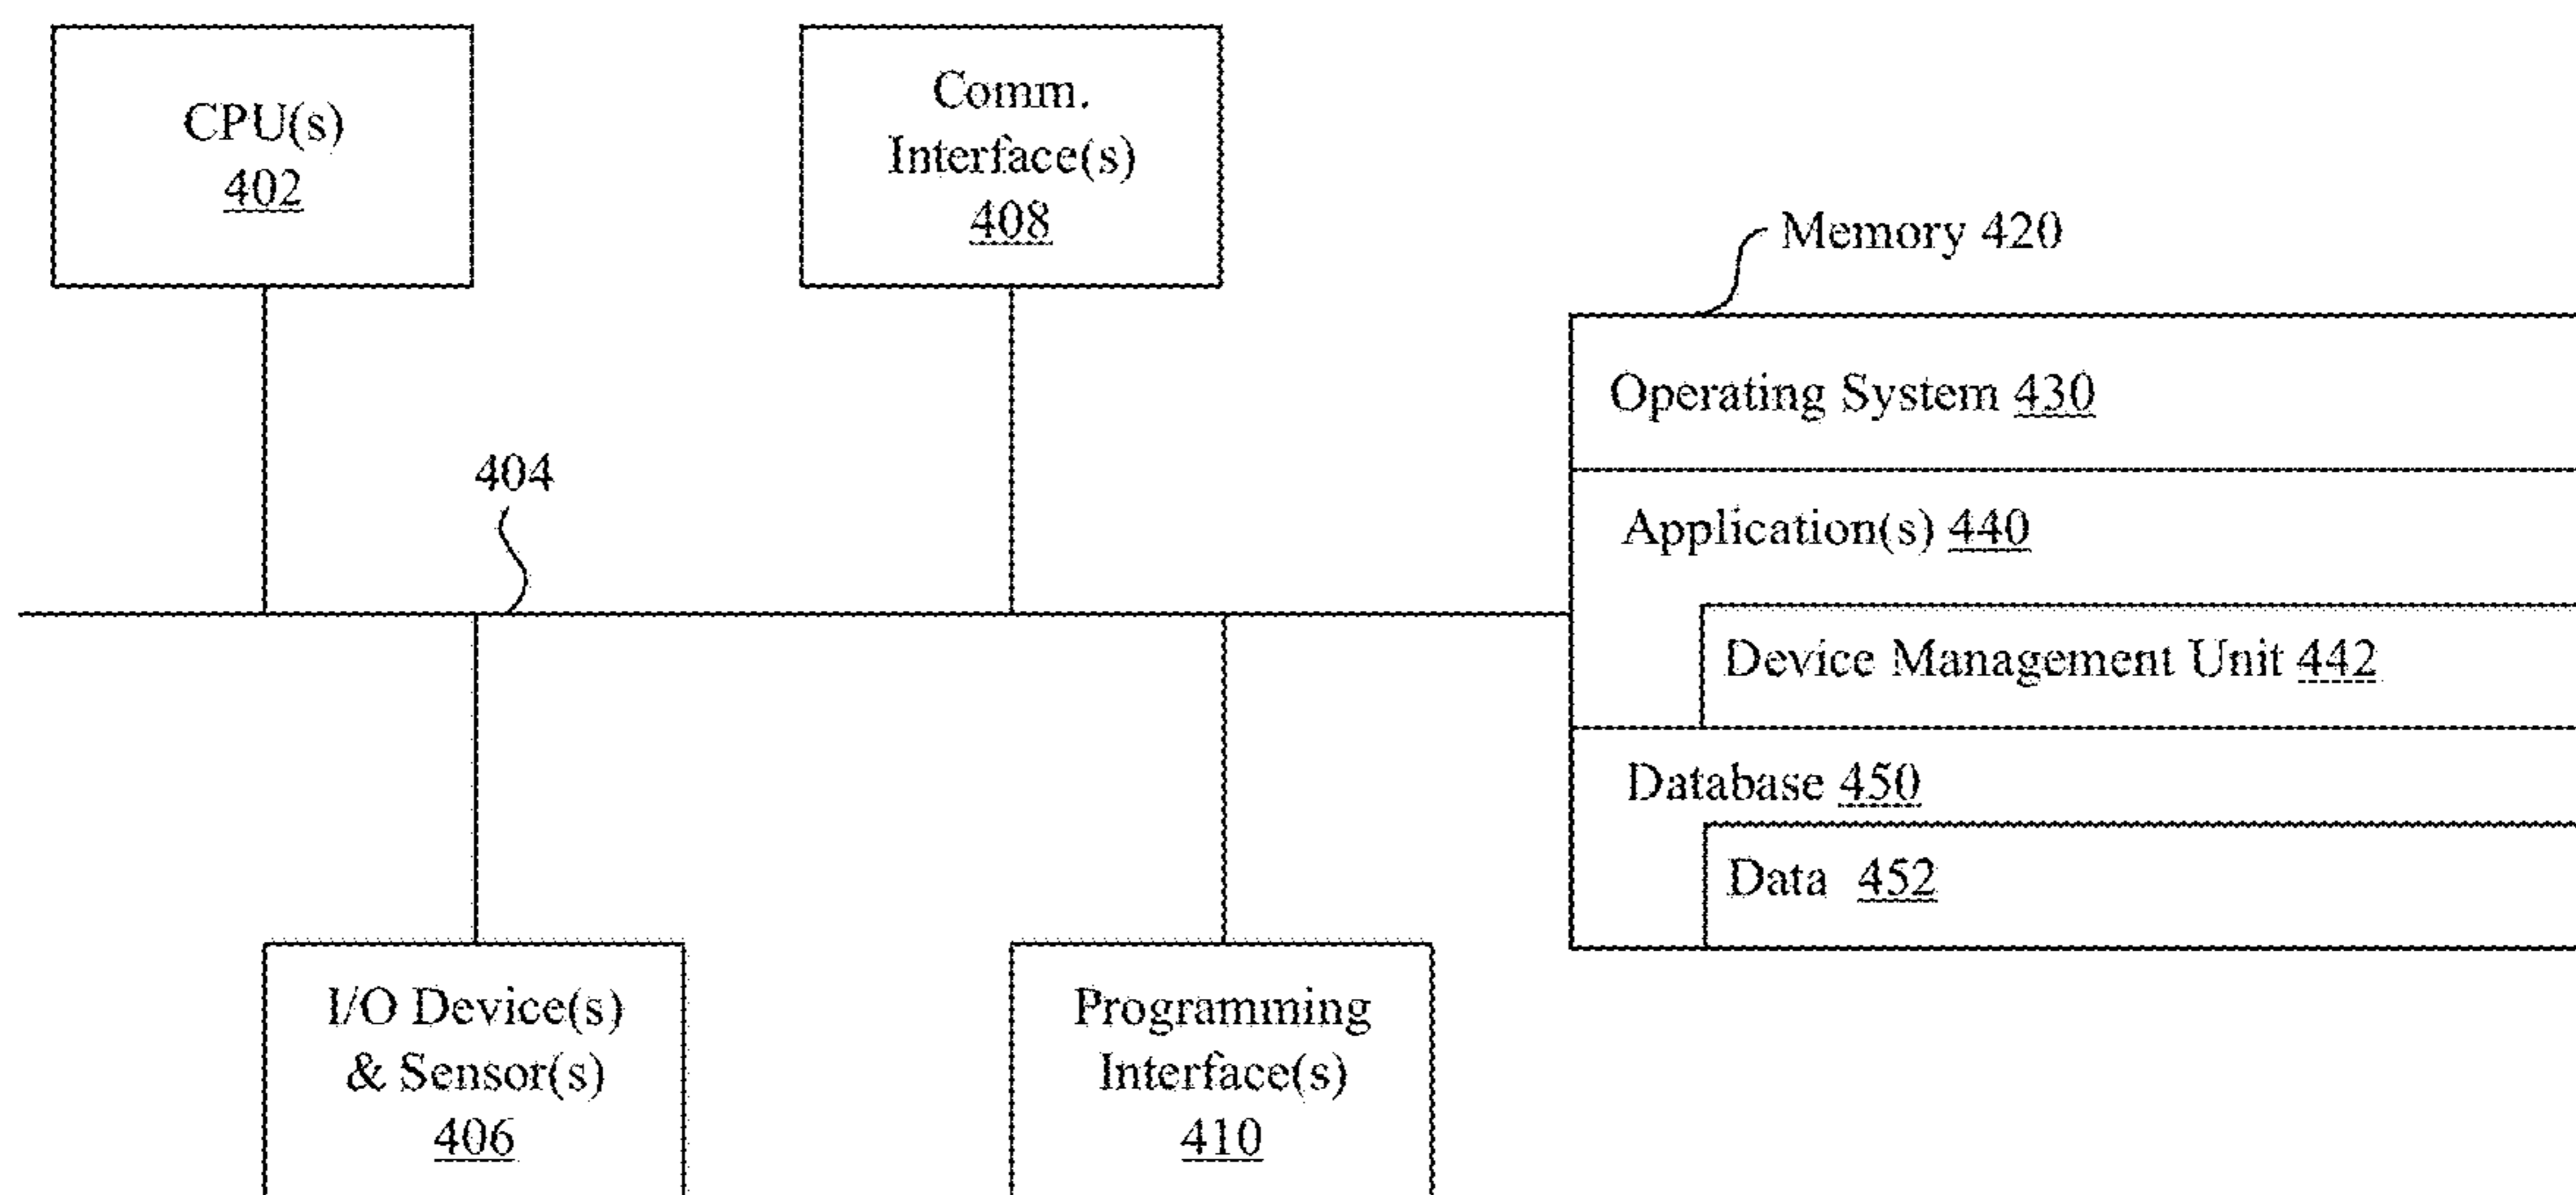 CPU(s)
402
Comm.
Interface(s)
408
Memory 420
Operating System 430
404
Application(s) 440
Device Management Unit 442
Database 450
Data 452
I/O Device(s)
& Sensor(s)
406
Programming
Interface(s)
410